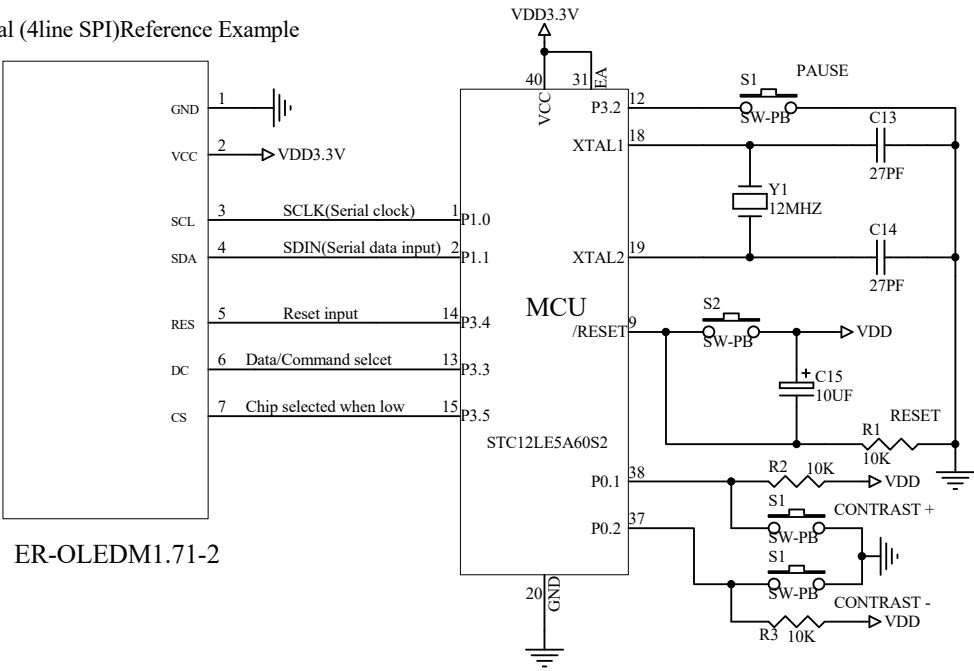 VDD3.3V
al (4line SPI)Reference Example
40 31 EA
VCC
S1 PAUSE
SW-PB
P3.2 12
GND 1
VCC 2 VDD3.3V
XTAL1 18
C13
27PF
Y1
12MHZ
SCL 3 SCLK(Serial clock) 1 P1.0
SDA 4 SDIN(Serial data input) 2 P1.1
XTAL2 19
C14
27PF
MCU
RES 5 Reset input 14 P3.4
/RESET 9
S2
SW-PB
VDD
DC 6 Data/Command selcet 13 P3.3
C15
+
10UF
CS 7 Chip selected when low 15 P3.5
RESET
R1
10K
STC12LE5A60S2
P0.1 38
R2 10K VDD
S1 CONTRAST +
SW-PB
P0.2 37
S1
SW-PB
CONTRAST -
R3 10K VDD
ER-OLEDM1.71-2
20 GND